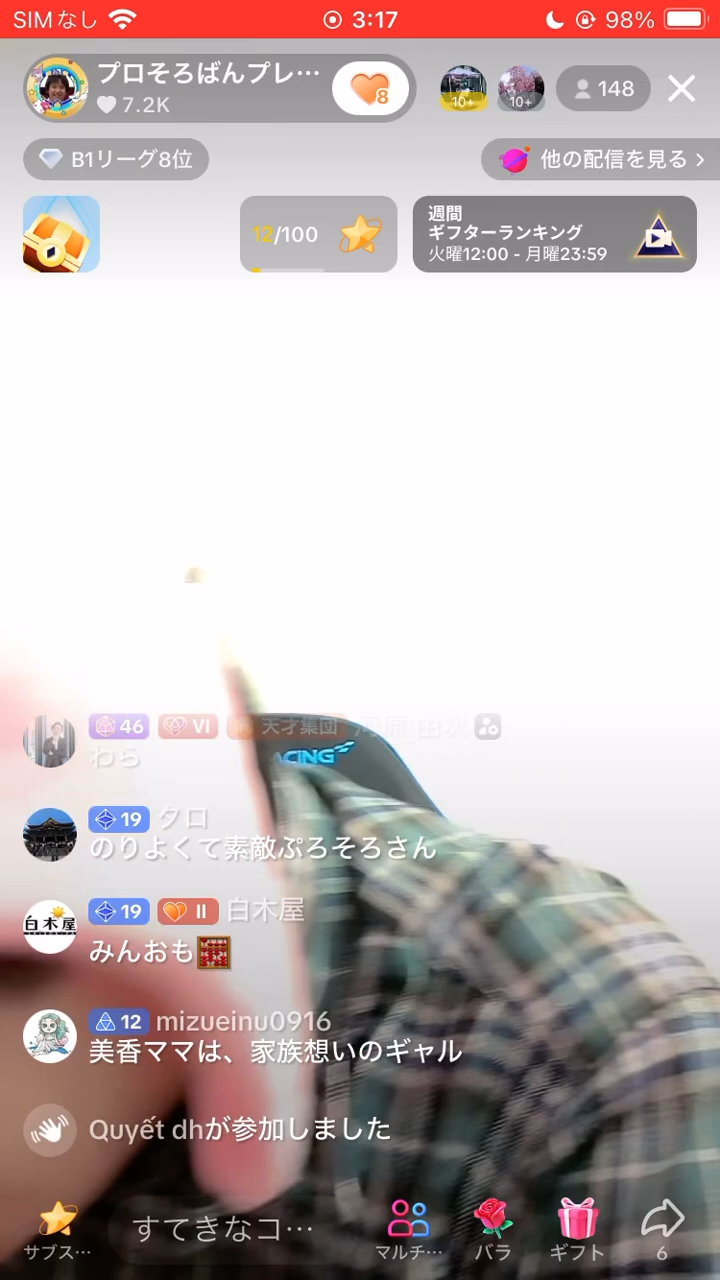 SIMなし 3:17 98%
プロそろばんプレ… 8
7.2K
10+ 10+ 148
B1リーグ8位
他の配信を見る
12/100
週間
ギフターランキング
火曜12:00 - 月曜23:59
CING
46 VI 天才集団 河原 由次
わら
19 タロ
のりよくて素敵ぷろそろさん
白木屋
19 II 白木屋
みんおも🧮
12 mizueinu0916
美香ママは、家族想いのギャル
Quyết dhが参加しました
すてきなコ…
サブス… マルチ… バラ ギフト 6